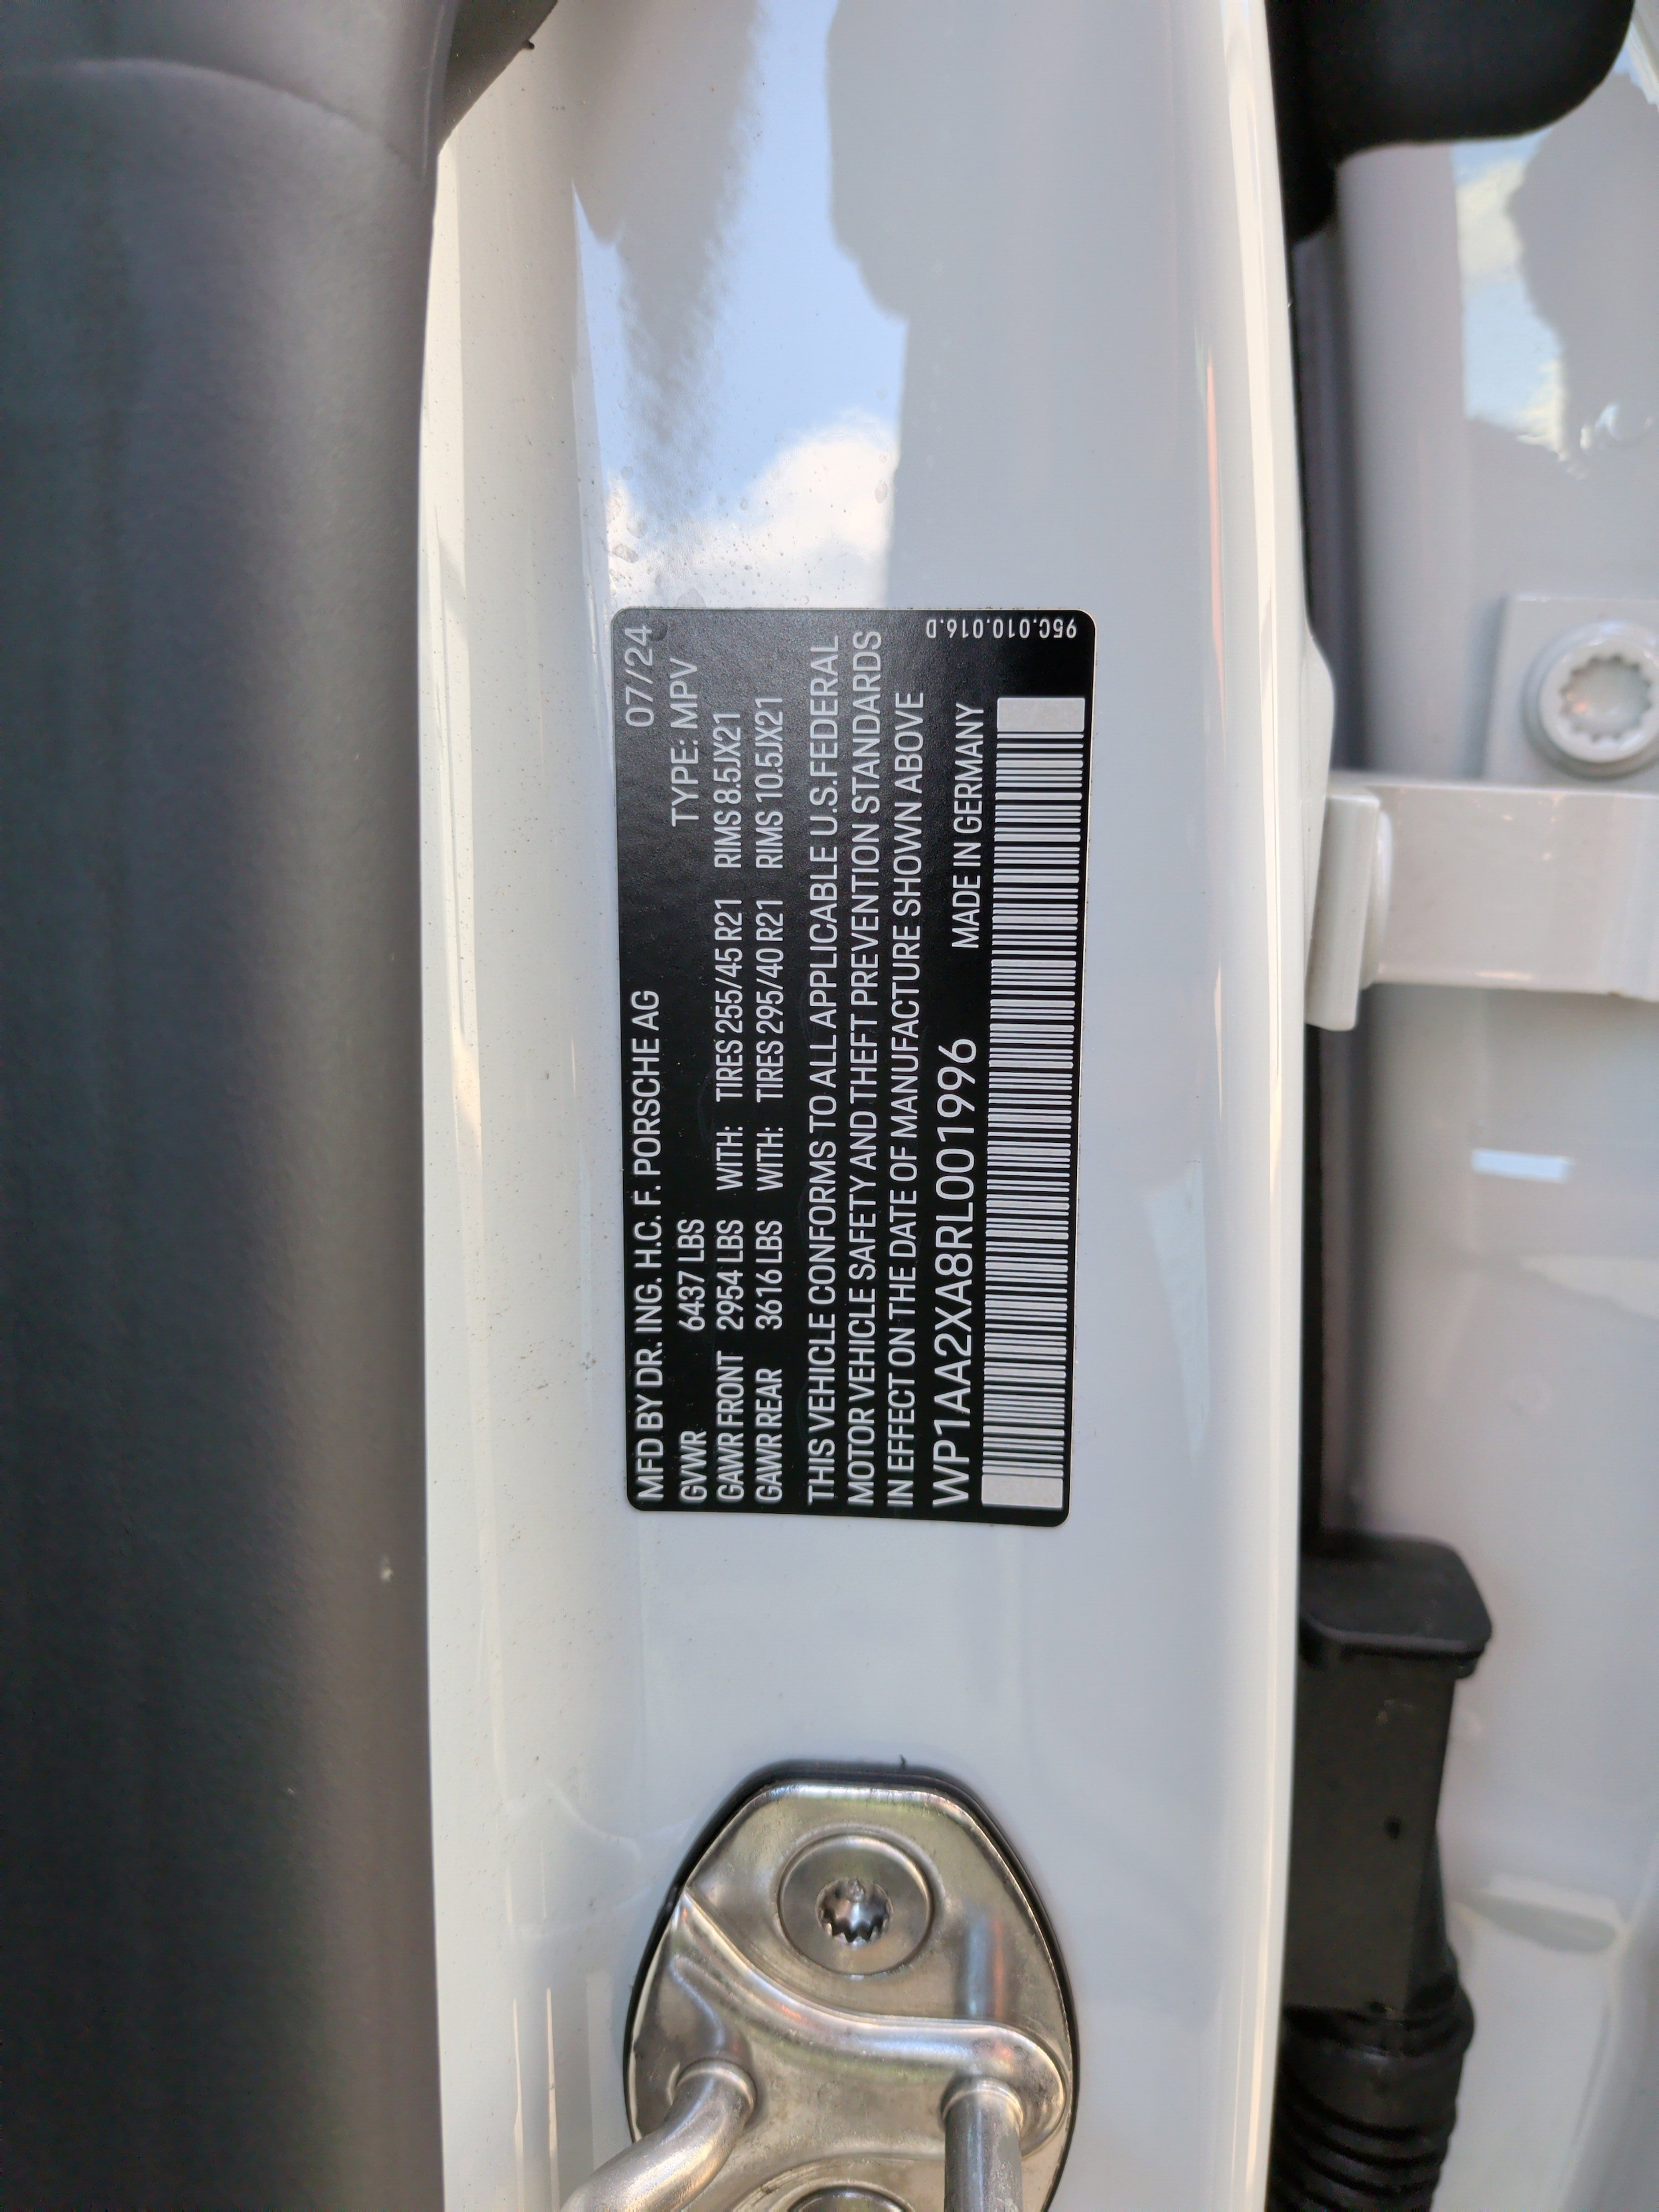 MFD BY DR. ING. H.C. F. PORSCHE AG 07/24
GVWR 6437 LBS TYPE: MPV
GAWR FRONT 2954 LBS WITH: TIRES 255/45 R21 RIMS 8.5JX21
GAWR REAR 3616 LBS WITH: TIRES 295/40 R21 RIMS 10.5JX21
THIS VEHICLE CONFORMS TO ALL APPLICABLE U.S.FEDERAL
MOTOR VEHICLE SAFETY AND THEFT PREVENTION STANDARDS
IN EFFECT ON THE DATE OF MANUFACTURE SHOWN ABOVE
WP1AA2XA8RL001996 MADE IN GERMANY
95C.010.016.D